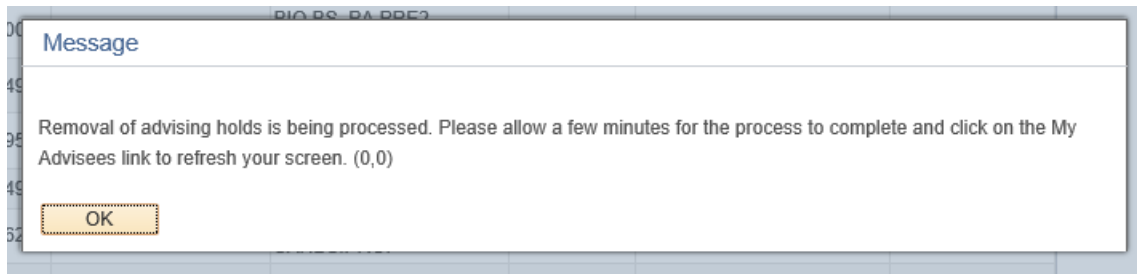 Message
Removal of advising holds is being processed. Please allow a few minutes for the process to complete and click on the My
Advisees link to refresh your screen. (0,0)
OK